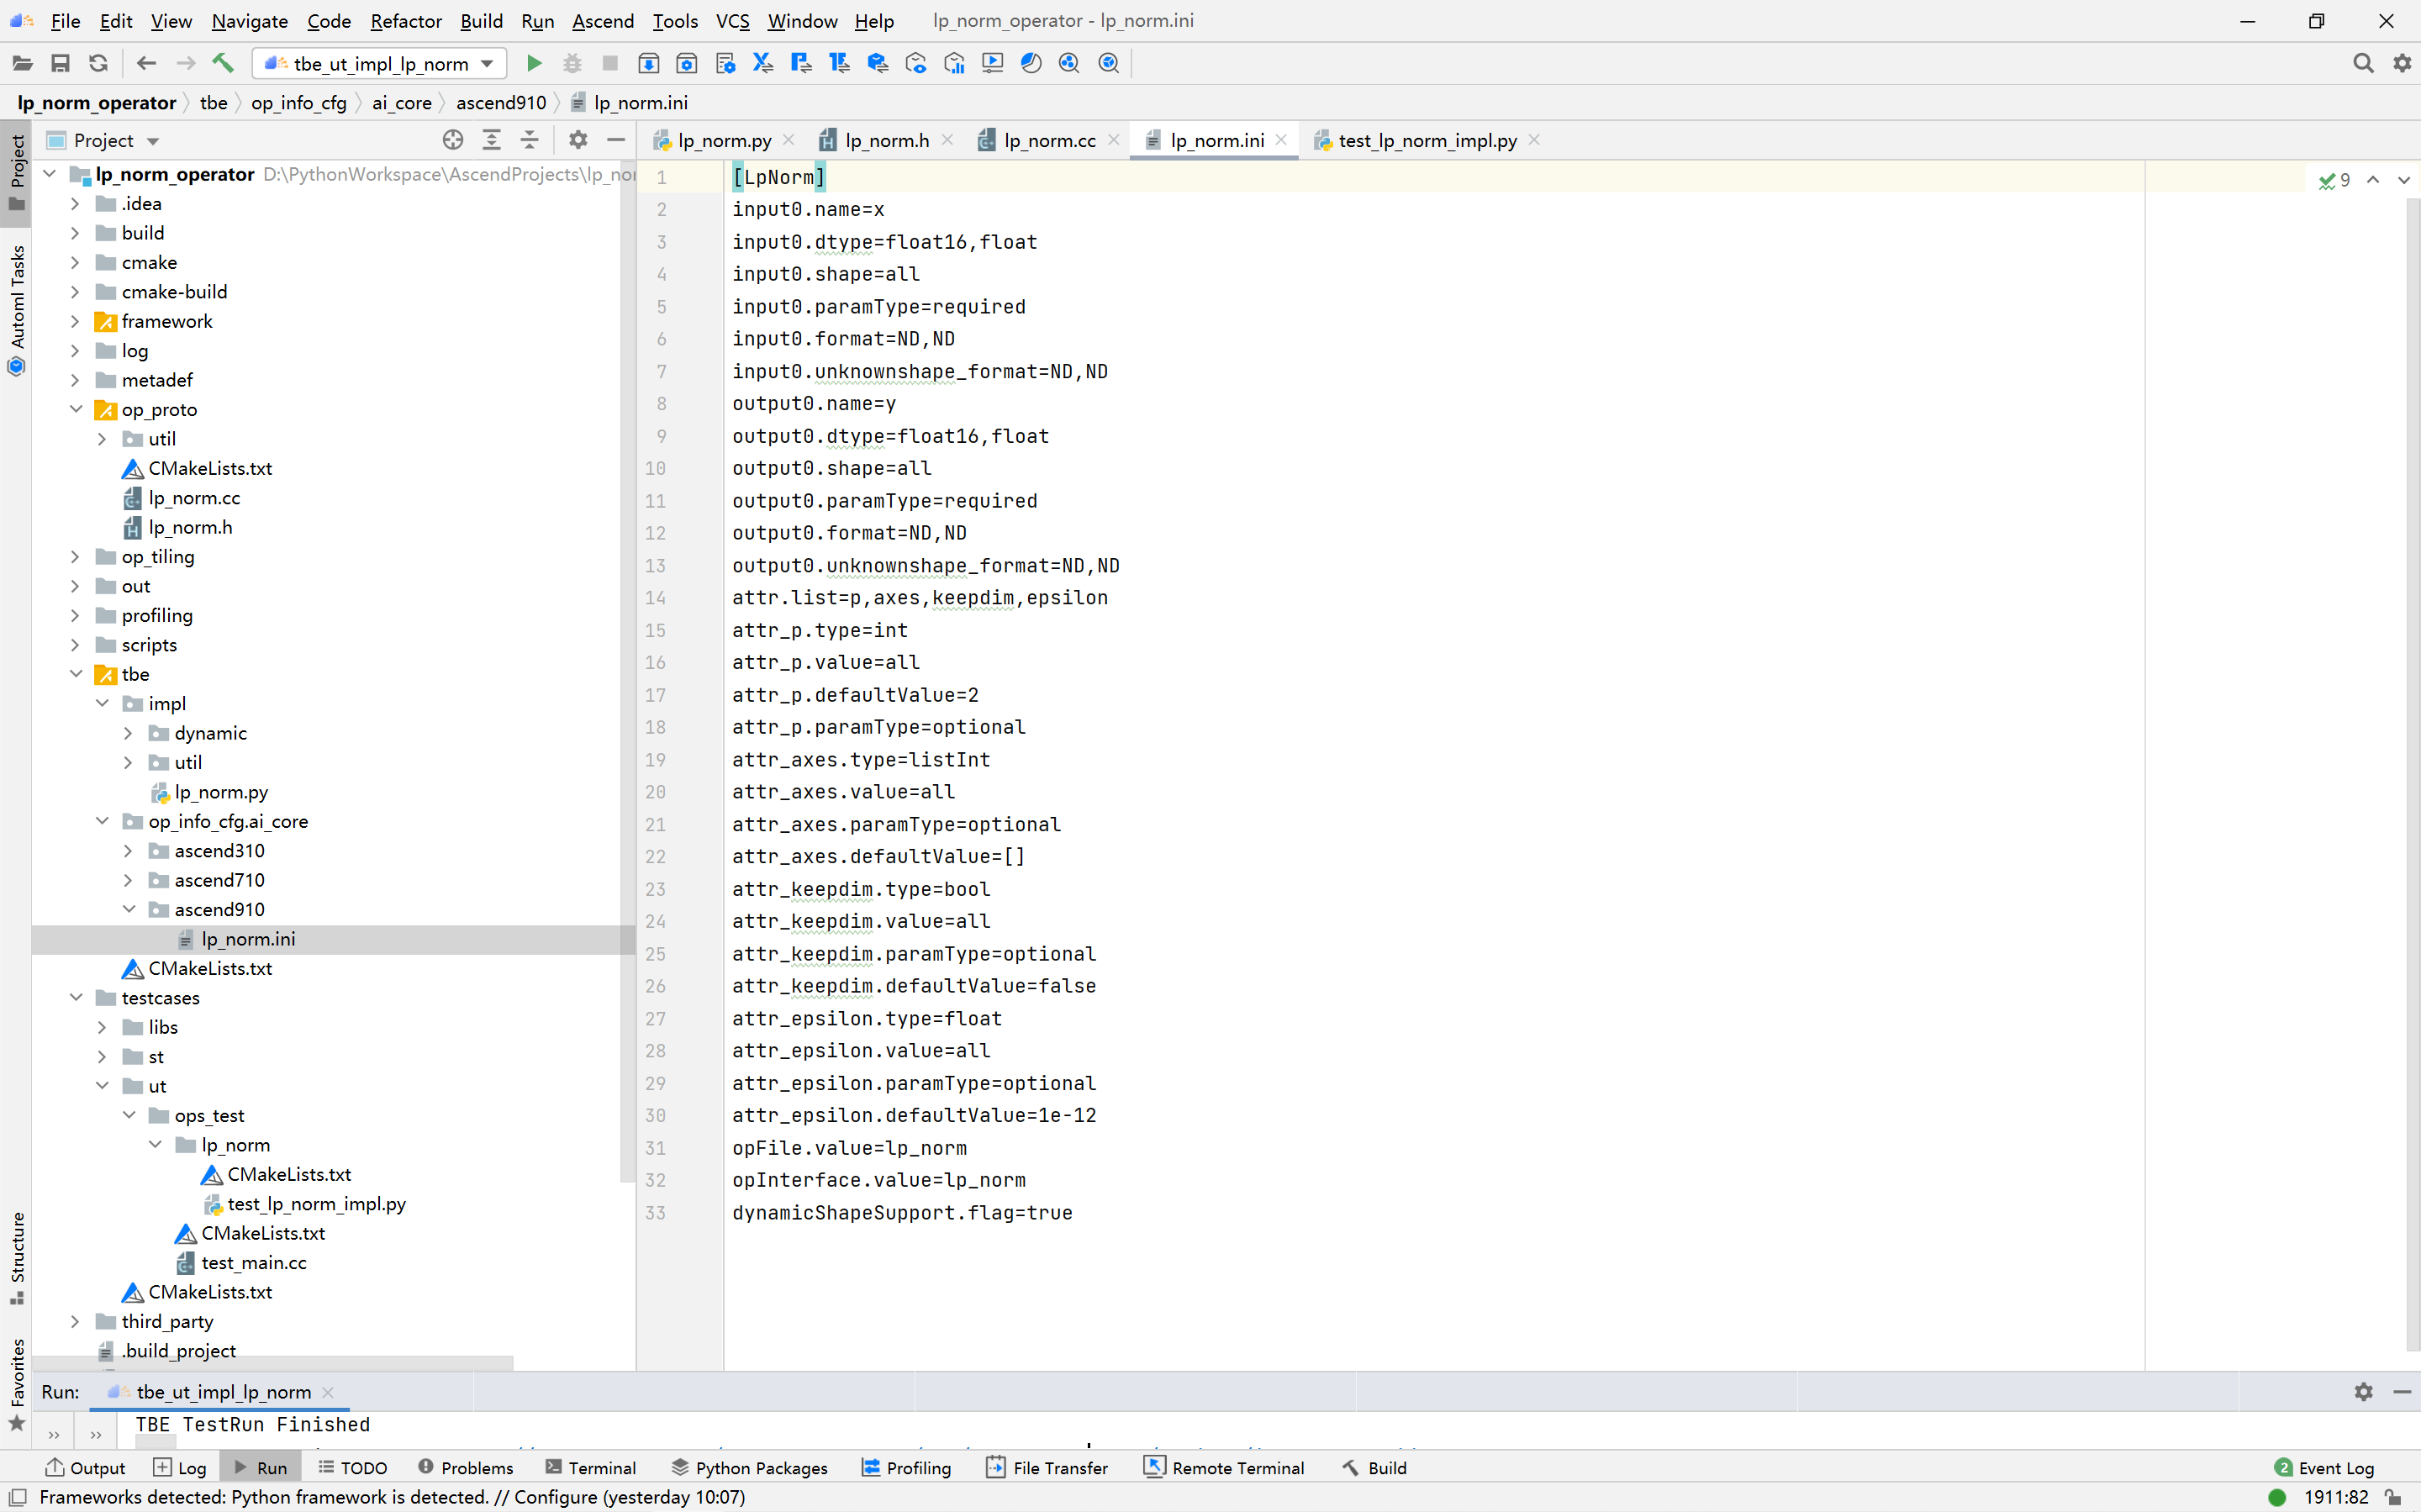 File Edit View Navigate Code Refactor Build Run Ascend Tools VCS Window Help lp_norm_operator - lp_norm.ini
tbe_ut_impl_lp_norm
lp_norm_operator tbe op_info_cfg ai_core ascend910 lp_norm.ini
Project
lp_norm.py lp_norm.h lp_norm.cc lp_norm.ini test_lp_norm_impl.py
Project
Automl Tasks
Structure
Favorites
lp_norm_operator D:\PythonWorkspace\AscendProjects\lp_nor
.idea
build
cmake
cmake-build
framework
log
metadef
op_proto
util
CMakeLists.txt
lp_norm.cc
lp_norm.h
op_tiling
out
profiling
scripts
tbe
impl
dynamic
util
lp_norm.py
op_info_cfg.ai_core
ascend310
ascend710
ascend910
lp_norm.ini
CMakeLists.txt
testcases
libs
st
ut
ops_test
lp_norm
CMakeLists.txt
test_lp_norm_impl.py
CMakeLists.txt
test_main.cc
CMakeLists.txt
third_party
.build_project
9
1 [LpNorm]
2 input0.name=x
3 input0.dtype=float16,float
4 input0.shape=all
5 input0.paramType=required
6 input0.format=ND,ND
7 input0.unknownshape_format=ND,ND
8 output0.name=y
9 output0.dtype=float16,float
10 output0.shape=all
11 output0.paramType=required
12 output0.format=ND,ND
13 output0.unknownshape_format=ND,ND
14 attr.list=p,axes,keepdim,epsilon
15 attr_p.type=int
16 attr_p.value=all
17 attr_p.defaultValue=2
18 attr_p.paramType=optional
19 attr_axes.type=listInt
20 attr_axes.value=all
21 attr_axes.paramType=optional
22 attr_axes.defaultValue=[]
23 attr_keepdim.type=bool
24 attr_keepdim.value=all
25 attr_keepdim.paramType=optional
26 attr_keepdim.defaultValue=false
27 attr_epsilon.type=float
28 attr_epsilon.value=all
29 attr_epsilon.paramType=optional
30 attr_epsilon.defaultValue=1e-12
31 opFile.value=lp_norm
32 opInterface.value=lp_norm
33 dynamicShapeSupport.flag=true
Run: tbe_ut_impl_lp_norm
TBE TestRun Finished
Output Log Run TODO Problems Terminal Python Packages Profiling File Transfer Remote Terminal Build 2 Event Log
Frameworks detected: Python framework is detected. // Configure (yesterday 10:07) 1911:82